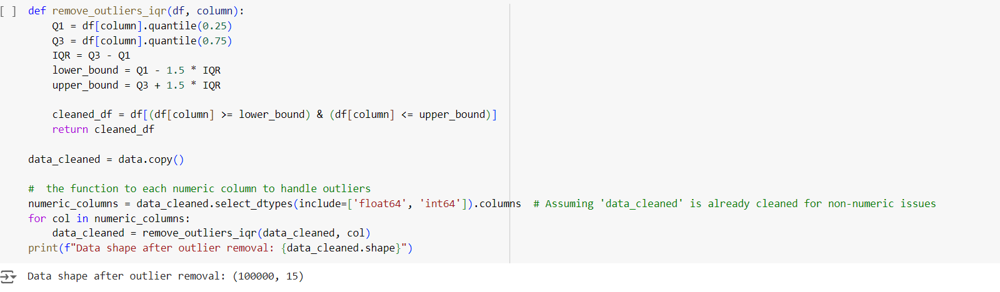 [ ] def remove_outliers_iqr(df, column):
    Q1 = df[column].quantile(0.25)
    Q3 = df[column].quantile(0.75)
    IQR = Q3 - Q1
    lower_bound = Q1 - 1.5 * IQR
    upper_bound = Q3 + 1.5 * IQR

    cleaned_df = df[(df[column] >= lower_bound) & (df[column] <= upper_bound)]
    return cleaned_df

data_cleaned = data.copy()

#  the function to each numeric column to handle outliers
numeric_columns = data_cleaned.select_dtypes(include=['float64', 'int64']).columns  # Assuming 'data_cleaned' is already cleaned for non-numeric issues
for col in numeric_columns:
    data_cleaned = remove_outliers_iqr(data_cleaned, col)
print(f"Data shape after outlier removal: {data_cleaned.shape}")
Data shape after outlier removal: (100000, 15)